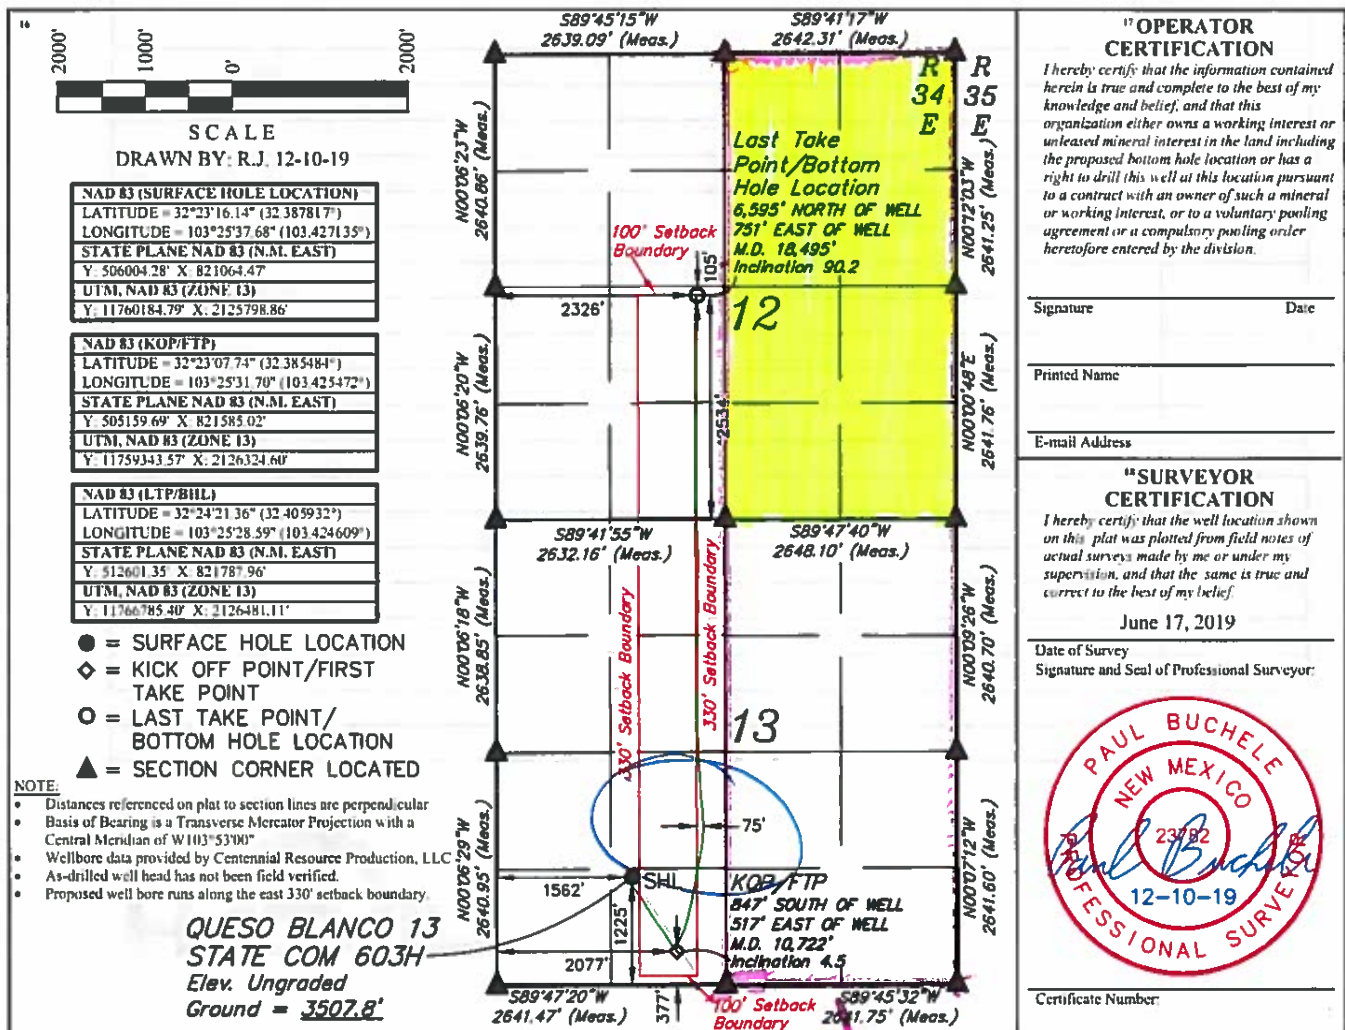 16
2000'
1000'
0'
2000'
SCALE
DRAWN BY: R.J. 12-10-19
NAD 83 (SURFACE HOLE LOCATION)
LATITUDE = 32°23'16.14" (32.387817°)
LONGITUDE = 103°25'37.68" (103.427135°)
STATE PLANE NAD 83 (N.M. EAST)
Y: 506004.28' X: 821064.47'
UTM, NAD 83 (ZONE 13)
Y: 11760184.79' X: 2125798.86'
NAD 83 (KOP/FTP)
LATITUDE = 32°23'07.74" (32.385484°)
LONGITUDE = 103°25'31.70" (103.425472°)
STATE PLANE NAD 83 (N.M. EAST)
Y: 505159.69' X: 821585.02'
UTM, NAD 83 (ZONE 13)
Y: 11759343.57' X: 2126324.60'
NAD 83 (LTP/BHL)
LATITUDE = 32°24'21.36" (32.405932°)
LONGITUDE = 103°25'28.59" (103.424609°)
STATE PLANE NAD 83 (N.M. EAST)
Y: 512601.35' X: 821787.96'
UTM, NAD 83 (ZONE 13)
Y: 11766785.40' X: 2126481.11'
= SURFACE HOLE LOCATION
= KICK OFF POINT/FIRST
TAKE POINT
= LAST TAKE POINT/
BOTTOM HOLE LOCATION
= SECTION CORNER LOCATED
NOTE:
• Distances referenced on plat to section lines are perpendicular
• Basis of Bearing is a Transverse Mercator Projection with a
Central Meridian of W103°53'00"
• Wellbore data provided by Centennial Resource Production, LLC
• As-drilled well head has not been field verified.
• Proposed well bore runs along the east 330' setback boundary.
QUESO BLANCO 13
STATE COM 603H
Elev. Ungraded
Ground = 3507.8'
S89°45'15"W
2639.09' (Meas.)
S89°41'17"W
2642.31' (Meas.)
R R
34 35
E E
N00°06'23"W
2640.86' (Meas.)
N00°12'03"W
2641.25' (Meas.)
Last Take
Point/Bottom
Hole Location
6,595' NORTH OF WELL
751' EAST OF WELL
M.D. 18,495'
Inclination 90.2
100' Setback
Boundary
105'
2326'
12
N00°06'20"W
2639.76' (Meas.)
2534'
N00°00'48"E
2641.76' (Meas.)
S89°41'55"W
2632.16' (Meas.)
S89°47'40"W
2648.10' (Meas.)
N00°06'18"W
2638.85' (Meas.)
330' Setback Boundary
330' Setback Boundary
N00°09'26"W
2640.70' (Meas.)
13
75'
N00°06'29"W
2640.95' (Meas.)
1562'
SHL
1225'
2077'
KOP/FTP
847' SOUTH OF WELL
517' EAST OF WELL
M.D. 10,722'
Inclination 4.5
N00°07'12"W
2641.60' (Meas.)
S89°47'20"W
2641.47' (Meas.)
377'
100' Setback
Boundary
S89°45'32"W
2641.75' (Meas.)
17 OPERATOR
CERTIFICATION
I hereby certify that the information contained
herein is true and complete to the best of my
knowledge and belief, and that this
organization either owns a working interest or
unleased mineral interest in the land including
the proposed bottom hole location or has a
right to drill this well at this location pursuant
to a contract with an owner of such a mineral
or working interest, or to a voluntary pooling
agreement or a compulsory pooling order
heretofore entered by the division.
Signature Date
Printed Name
E-mail Address
18 SURVEYOR
CERTIFICATION
I hereby certify that the well location shown
on this plat was plotted from field notes of
actual surveys made by me or under my
supervision, and that the same is true and
correct to the best of my belief.
June 17, 2019
Date of Survey
Signature and Seal of Professional Surveyor:
PAUL BUCHELE
NEW MEXICO
23782
Paul Buchele
12-10-19
PROFESSIONAL SURVEYOR
Certificate Number: